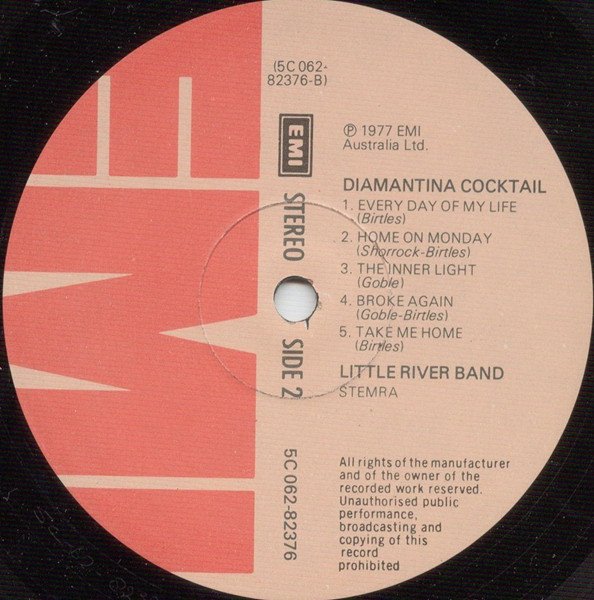 (5C 062-
82376-B)
EMI
STEREO
SIDE 2
5C 062-82376
℗ 1977 EMI
Australia Ltd.
DIAMANTINA COCKTAIL
1. EVERY DAY OF MY LIFE
(Birtles)
2. HOME ON MONDAY
(Shorrock-Birtles)
3. THE INNER LIGHT
(Goble)
4. BROKE AGAIN
(Goble-Birtles)
5. TAKE ME HOME
(Birtles)
LITTLE RIVER BAND
STEMRA
All rights of the manufacturer
and of the owner of the
recorded work reserved.
Unauthorised public
performance,
broadcasting and
copying of this
record
prohibited
EMI